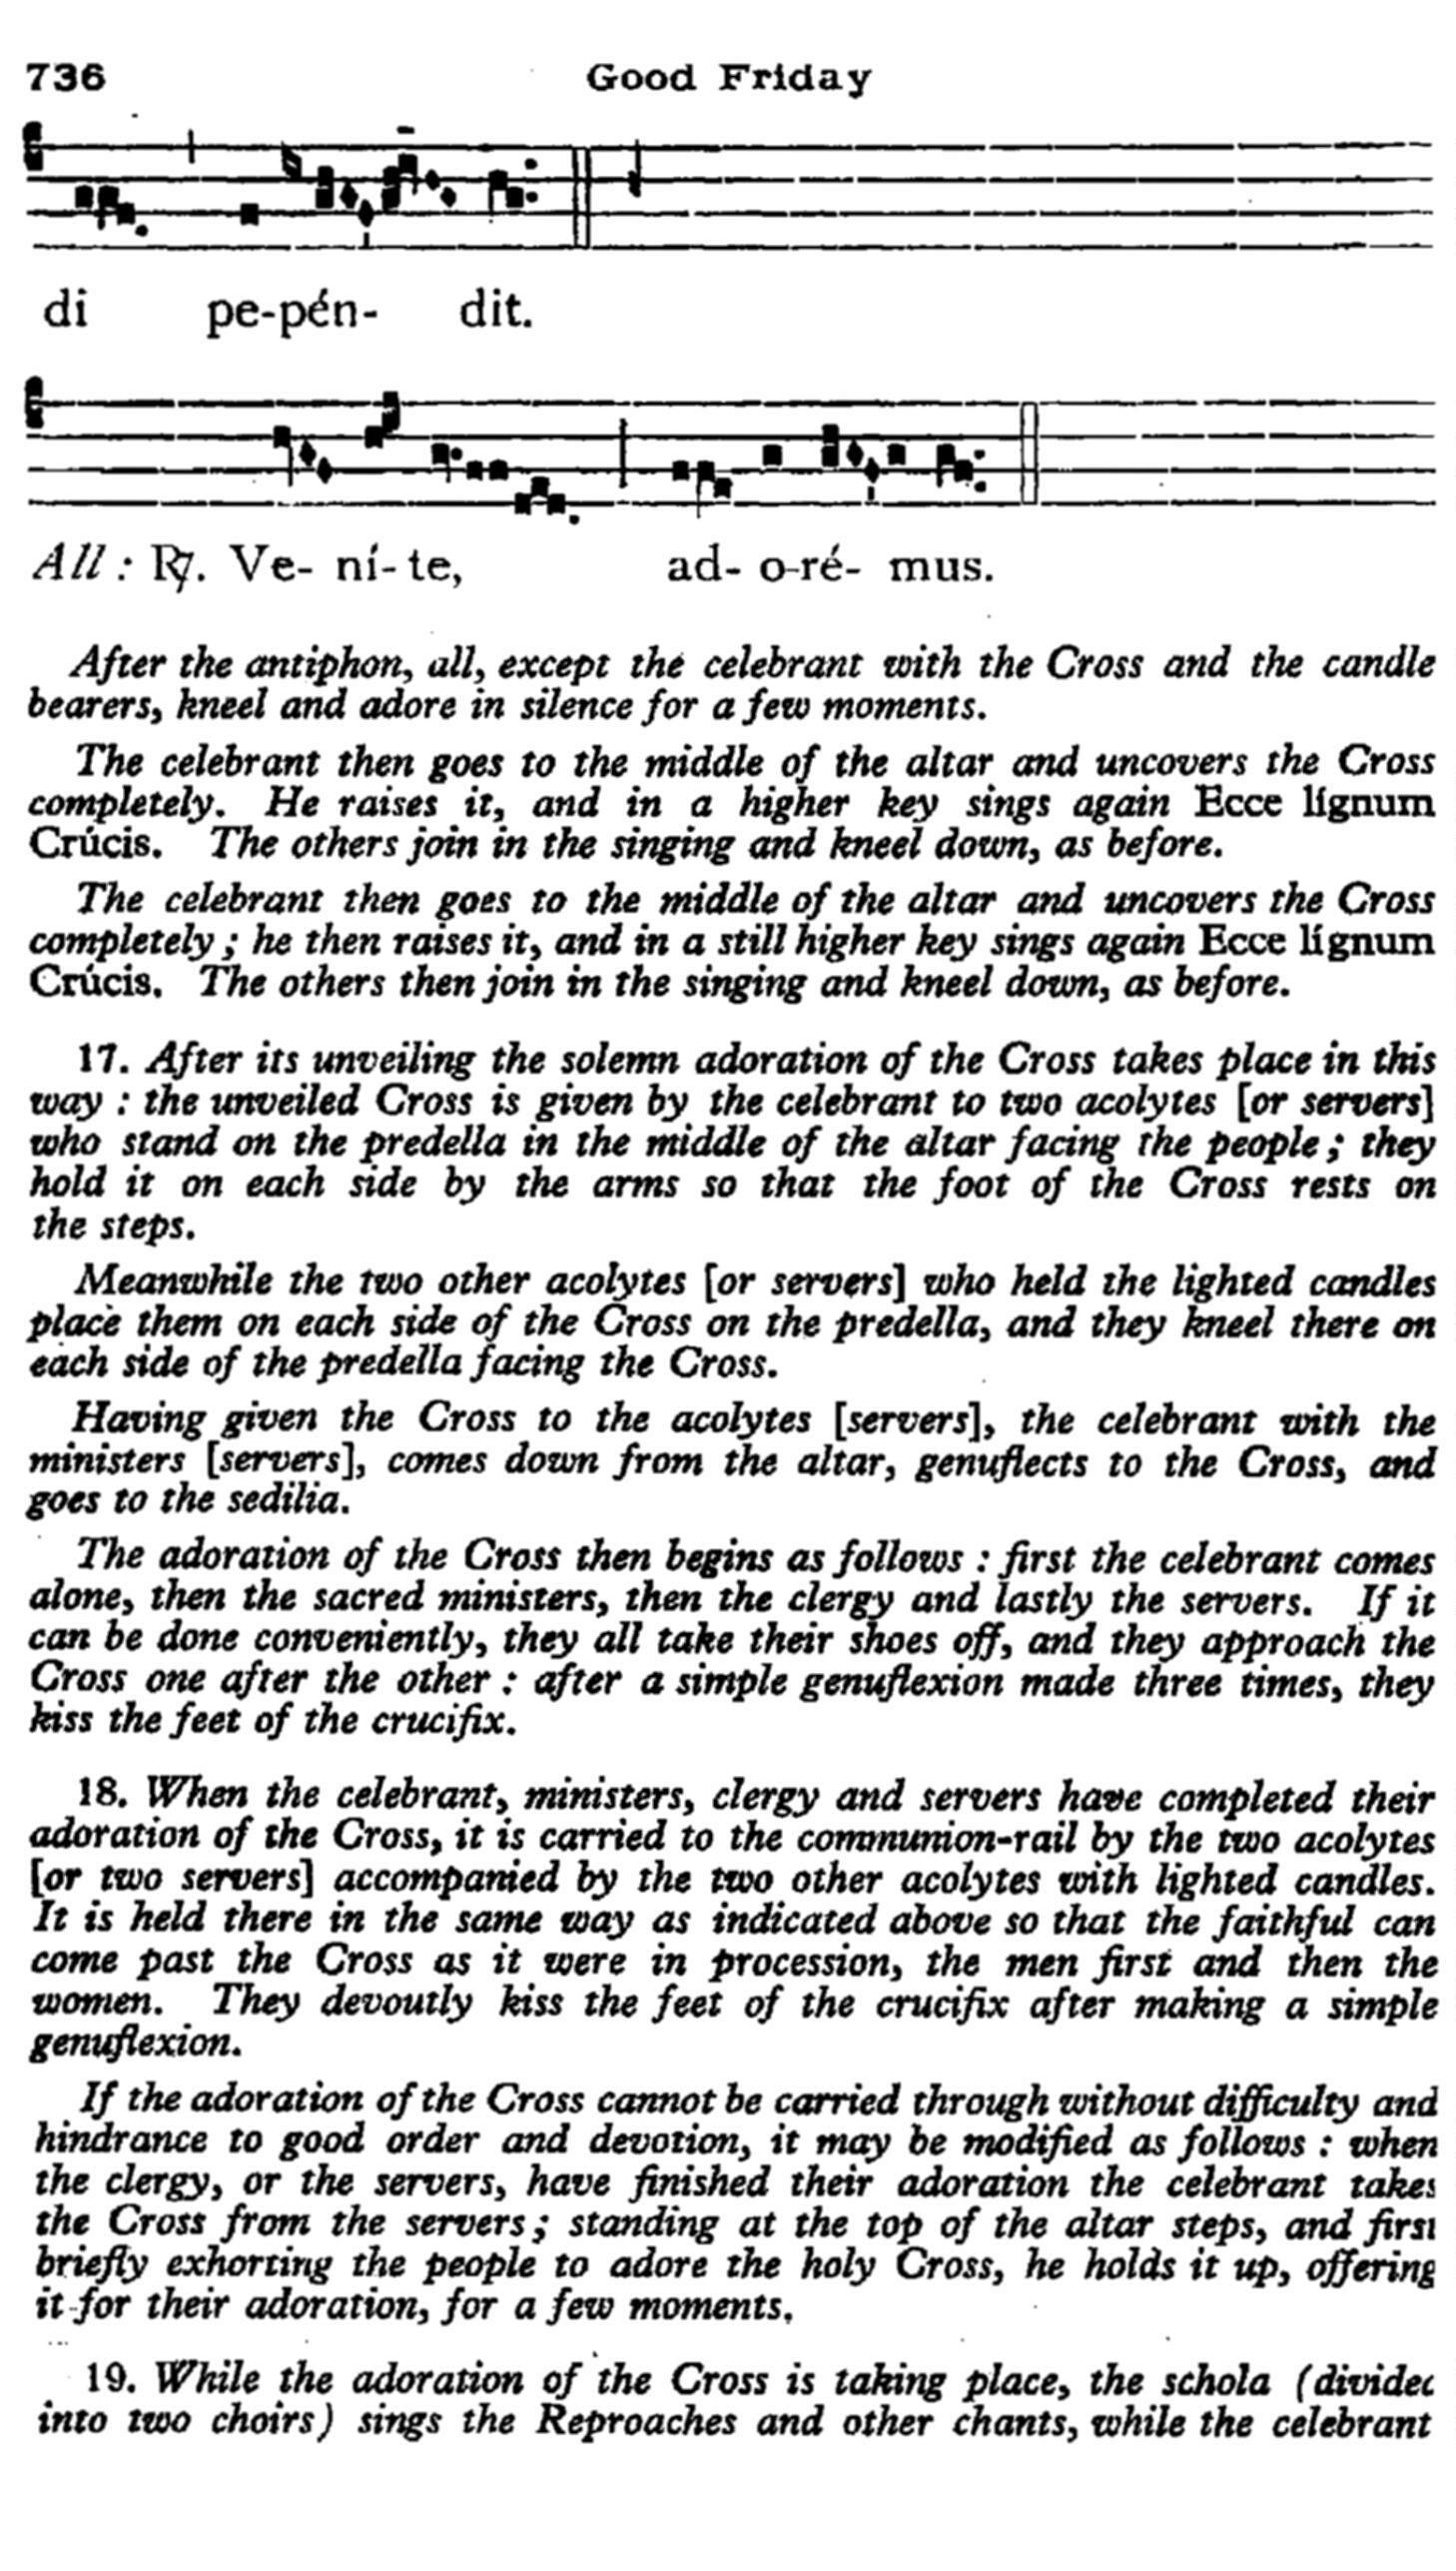 736 Good Friday
di pe-pén- dit.
All : ℟. Ve- ní- te, ad- o-ré- mus.
After the antiphon, all, except the celebrant with the Cross and the candle
bearers, kneel and adore in silence for a few moments.
The celebrant then goes to the middle of the altar and uncovers the Cross
completely. He raises it, and in a higher key sings again Ecce lígnum
Crúcis. The others join in the singing and kneel down, as before.
The celebrant then goes to the middle of the altar and uncovers the Cross
completely ; he then raises it, and in a still higher key sings again Ecce lígnum
Crúcis. The others then join in the singing and kneel down, as before.
17. After its unveiling the solemn adoration of the Cross takes place in this
way : the unveiled Cross is given by the celebrant to two acolytes [or servers]
who stand on the predella in the middle of the altar facing the people ; they
hold it on each side by the arms so that the foot of the Cross rests on
the steps.
Meanwhile the two other acolytes [or servers] who held the lighted candles
place them on each side of the Cross on the predella, and they kneel there on
each side of the predella facing the Cross.
Having given the Cross to the acolytes [servers], the celebrant with the
ministers [servers], comes down from the altar, genuflects to the Cross, and
goes to the sedilia.
The adoration of the Cross then begins as follows : first the celebrant comes
alone, then the sacred ministers, then the clergy and lastly the servers. If it
can be done conveniently, they all take their shoes off, and they approach the
Cross one after the other : after a simple genuflexion made three times, they
kiss the feet of the crucifix.
18. When the celebrant, ministers, clergy and servers have completed their
adoration of the Cross, it is carried to the communion-rail by the two acolytes
[or two servers] accompanied by the two other acolytes with lighted candles.
It is held there in the same way as indicated above so that the faithful can
come past the Cross as it were in procession, the men first and then the
women. They devoutly kiss the feet of the crucifix after making a simple
genuflexion.
If the adoration of the Cross cannot be carried through without difficulty and
hindrance to good order and devotion, it may be modified as follows : when
the clergy, or the servers, have finished their adoration the celebrant takes
the Cross from the servers ; standing at the top of the altar steps, and first
briefly exhorting the people to adore the holy Cross, he holds it up, offering
it for their adoration, for a few moments.
19. While the adoration of the Cross is taking place, the schola (divided
into two choirs) sings the Reproaches and other chants, while the celebrant